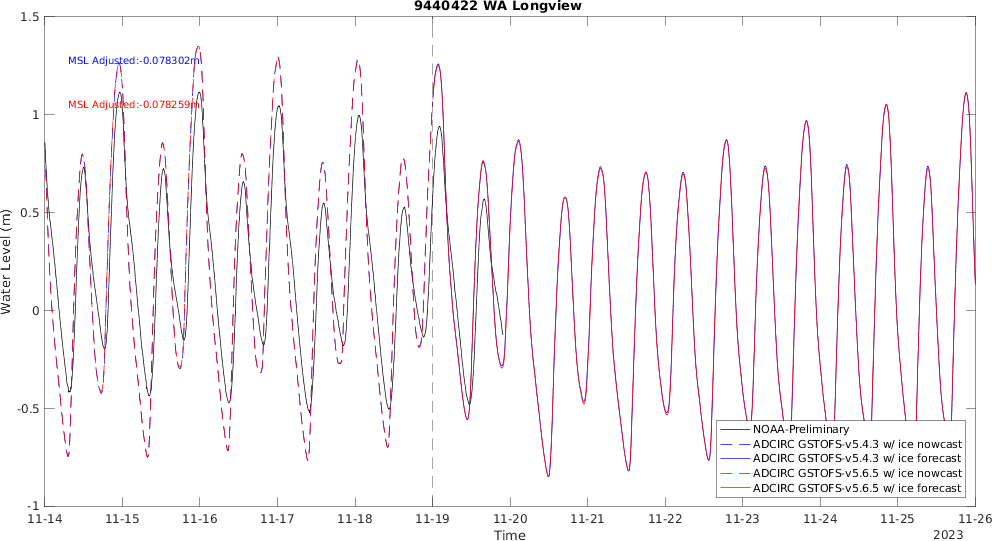 9440422 WA Longview
1.5
MSL Adjusted:-0.078302m
MSL Adjusted:-0.078259m
1
0.5
0
-0.5
-1
Water Level (m)
NOAA-Preliminary
ADCIRC GSTOFS-v5.4.3 w/ ice nowcast
ADCIRC GSTOFS-v5.4.3 w/ ice forecast
ADCIRC GSTOFS-v5.6.5 w/ ice nowcast
ADCIRC GSTOFS-v5.6.5 w/ ice forecast
11-14 11-15 11-16 11-17 11-18 11-19 11-20 11-21 11-22 11-23 11-24 11-25 11-26
Time
2023